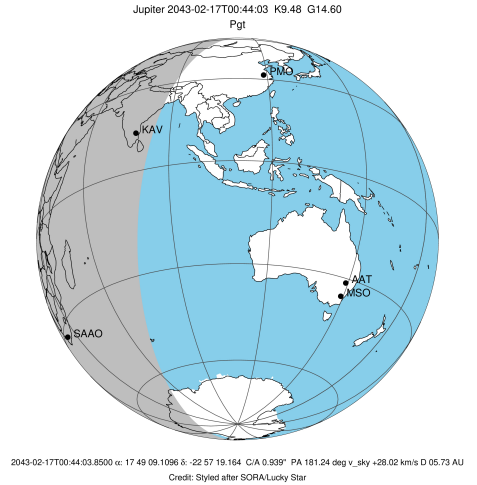 Jupiter 2043-02-17T00:44:03 K9.48 G14.60
Pgt
PMO
KAV
AAT
MSO
SAAO
2043-02-17T00:44:03.8500 α: 17 49 09.1096 δ: -22 57 19.164 C/A 0.939" PA 181.24 deg v_sky +28.02 km/s D 05.73 AU
Credit: Styled after SORA/Lucky Star